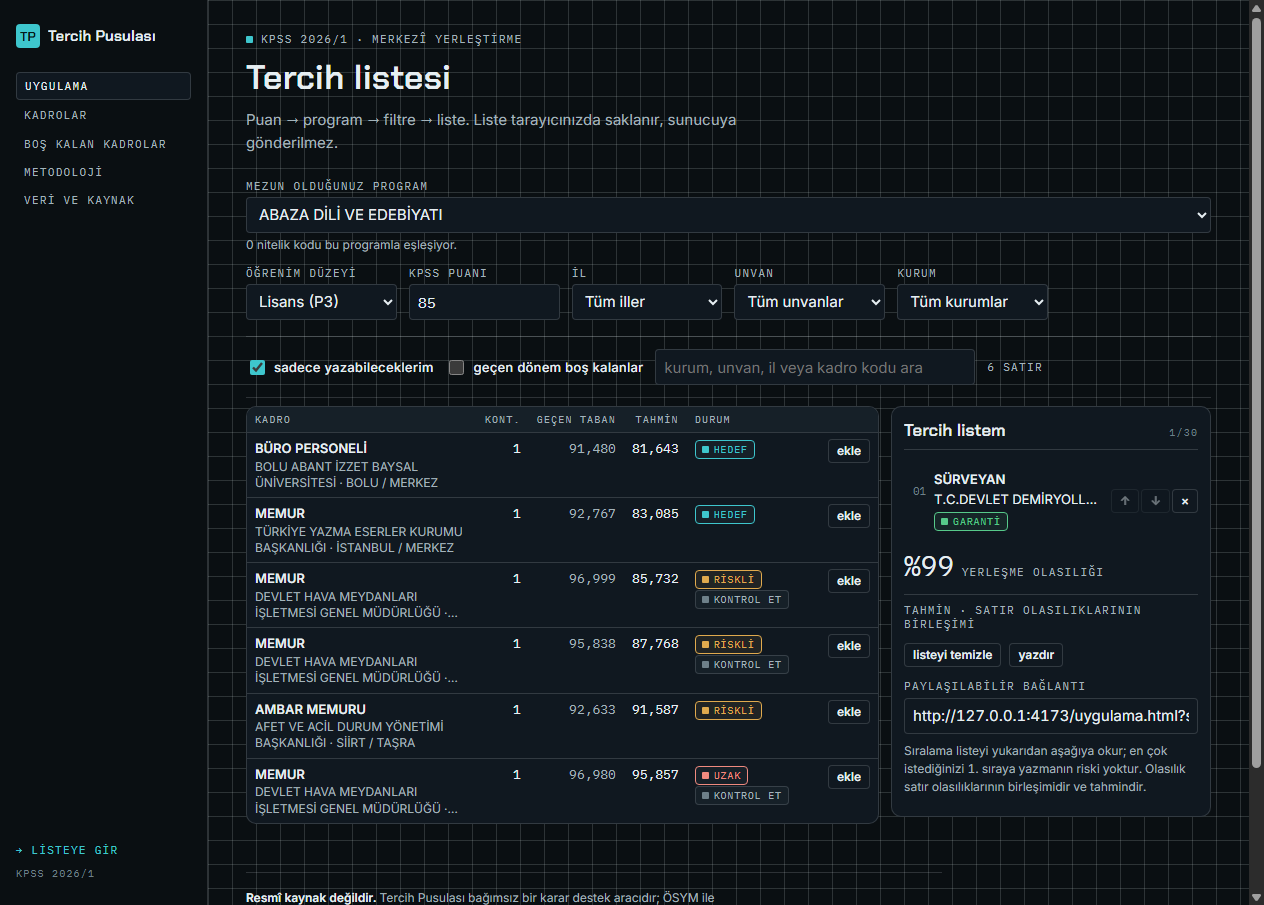 TP Tercih Pusulası
UYGULAMA
KADROLAR
BOŞ KALAN KADROLAR
METODOLOJİ
VERİ VE KAYNAK
→ LİSTEYE GİR
KPSS 2026/1
KPSS 2026/1 · MERKEZÎ YERLEŞTİRME
Tercih listesi
Puan → program → filtre → liste. Liste tarayıcınızda saklanır, sunucuya
gönderilmez.
MEZUN OLDUĞUNUZ PROGRAM
ABAZA DİLİ VE EDEBİYATI
0 nitelik kodu bu programla eşleşiyor.
ÖĞRENİM DÜZEYİ KPSS PUANI İL UNVAN KURUM
Lisans (P3) 85 Tüm iller Tüm unvanlar Tüm kurumlar
sadece yazabileceklerim geçen dönem boş kalanlar kurum, unvan, il veya kadro kodu ara 6 SATIR
KADRO KONT. GEÇEN TABAN TAHMİN DURUM
BÜRO PERSONELİ 1 91,480 81,643 HEDEF ekle
BOLU ABANT İZZET BAYSAL
ÜNİVERSİTESİ · BOLU / MERKEZ
MEMUR 1 92,767 83,085 HEDEF ekle
TÜRKİYE YAZMA ESERLER KURUMU
BAŞKANLIĞI · İSTANBUL / MERKEZ
MEMUR 1 96,999 85,732 RİSKLİ ekle
DEVLET HAVA MEYDANLARI KONTROL ET
İŞLETMESİ GENEL MÜDÜRLÜĞÜ ·…
MEMUR 1 95,838 87,768 RİSKLİ ekle
DEVLET HAVA MEYDANLARI KONTROL ET
İŞLETMESİ GENEL MÜDÜRLÜĞÜ ·…
AMBAR MEMURU 1 92,633 91,587 RİSKLİ ekle
AFET VE ACİL DURUM YÖNETİMİ
BAŞKANLIĞI · SİİRT / TAŞRA
MEMUR 1 96,980 95,857 UZAK ekle
DEVLET HAVA MEYDANLARI KONTROL ET
İŞLETMESİ GENEL MÜDÜRLÜĞÜ ·…
Tercih listem 1/30
SÜRVEYAN
01 T.C.DEVLET DEMİRYOLL… ↑ ↓ ×
GARANTİ
%99 YERLEŞME OLASILIĞI
TAHMİN · SATIR OLASILIKLARININ
BİRLEŞİMİ
listeyi temizle yazdır
PAYLAŞILABİLİR BAĞLANTI
http://127.0.0.1:4173/uygulama.html?s
Sıralama listeyi yukarıdan aşağıya okur; en çok
istediğinizi 1. sıraya yazmanın riski yoktur. Olasılık
satır olasılıklarının birleşimidir ve tahmindir.
Resmî kaynak değildir. Tercih Pusulası bağımsız bir karar destek aracıdır; ÖSYM ile